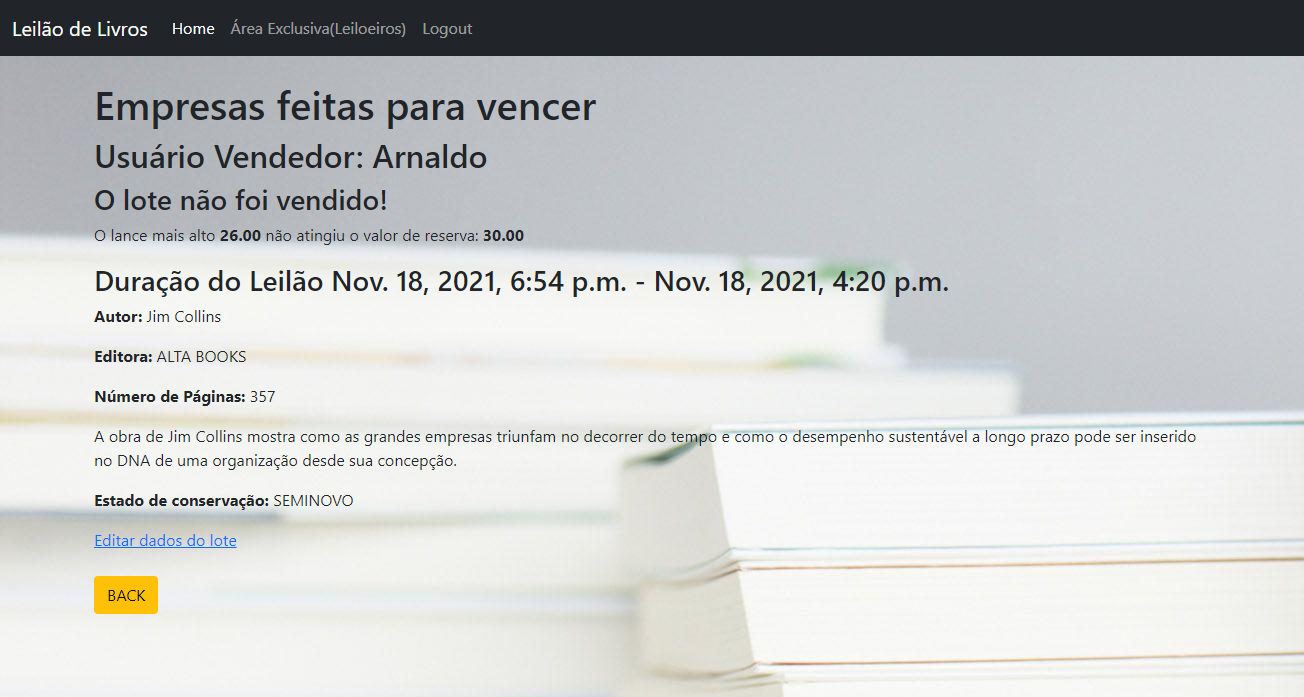 Leilão de Livros Home Área Exclusiva(Leiloeiros) Logout
Empresas feitas para vencer
Usuário Vendedor: Arnaldo
O lote não foi vendido!
O lance mais alto 26.00 não atingiu o valor de reserva: 30.00
Duração do Leilão Nov. 18, 2021, 6:54 p.m. - Nov. 18, 2021, 4:20 p.m.
Autor: Jim Collins
Editora: ALTA BOOKS
Número de Páginas: 357
A obra de Jim Collins mostra como as grandes empresas triunfam no decorrer do tempo e como o desempenho sustentável a longo prazo pode ser inserido
no DNA de uma organização desde sua concepção.
Estado de conservação: SEMINOVO
Editar dados do lote
BACK